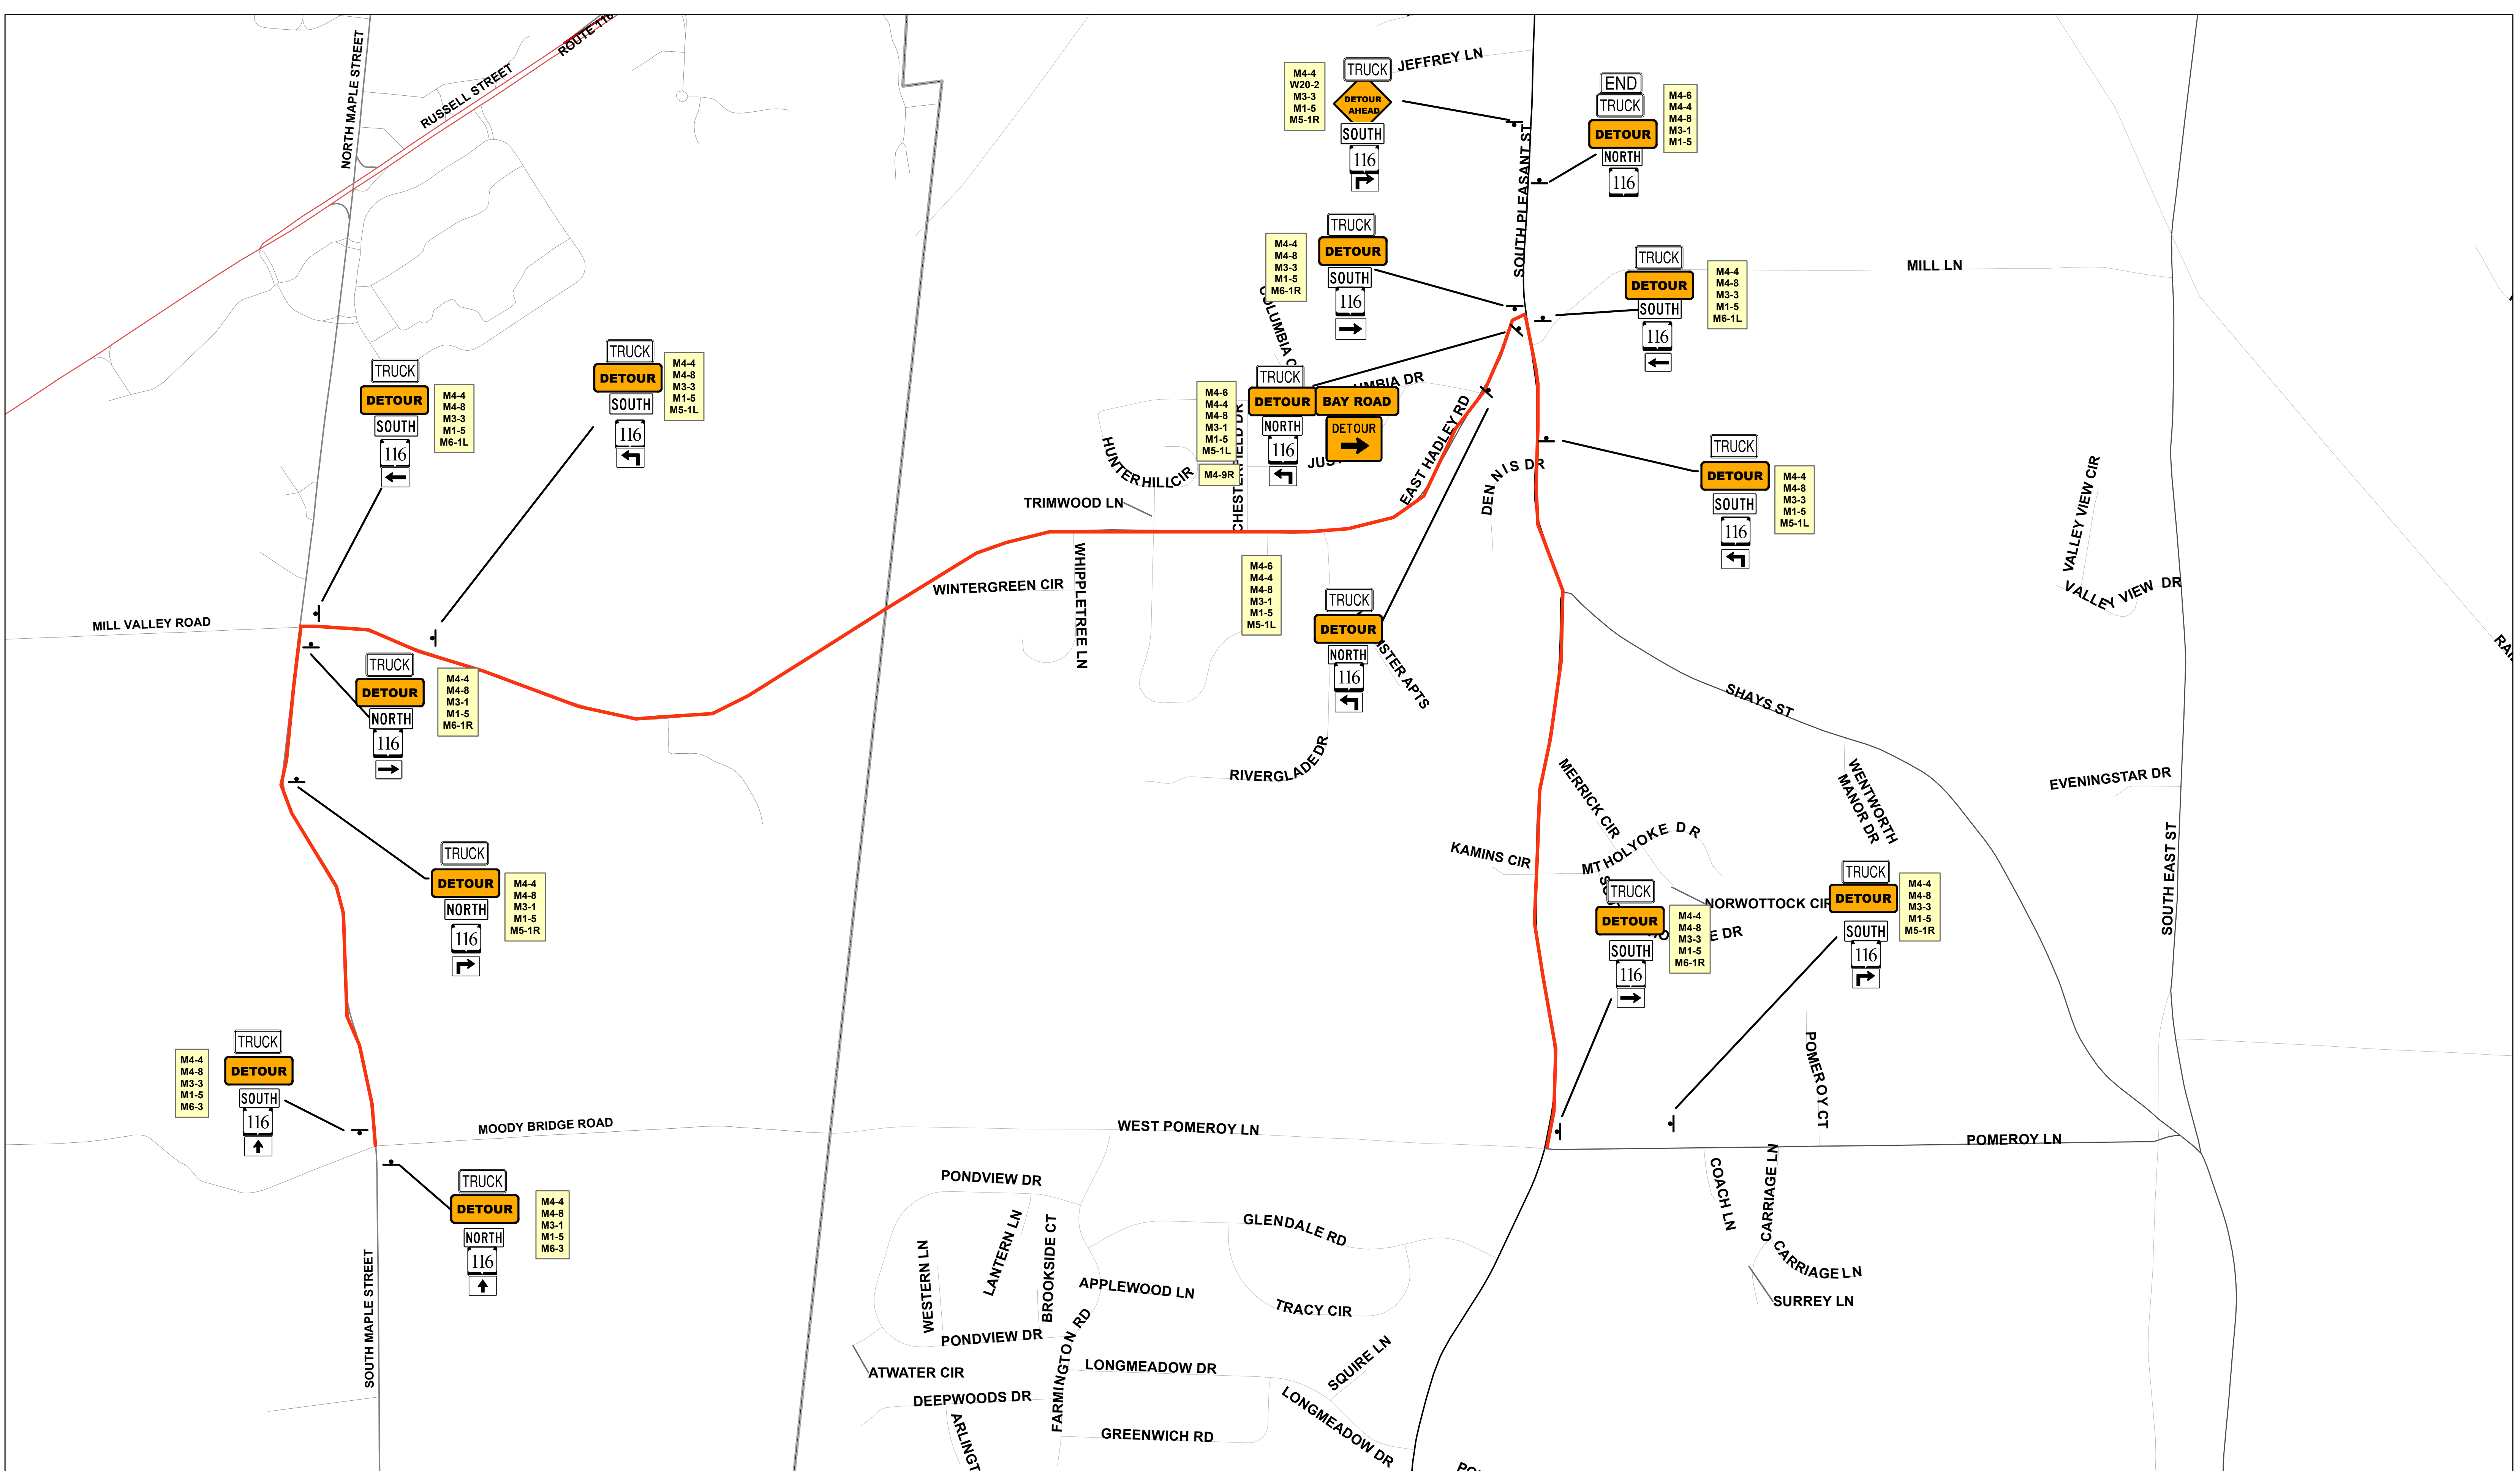 NORTH MAPLE STREET
RUSSELL STREET
ROUTE 116
JEFFREY LN
M4-4
W20-2
M3-3
M1-5
M5-1R
TRUCK
DETOUR
AHEAD
SOUTH
116
SOUTH PLEASANT ST
END
TRUCK
DETOUR
NORTH
116
M4-6
M4-4
M4-8
M3-1
M1-5
M4-4
M4-8
M3-3
M1-5
M6-1R
TRUCK
DETOUR
SOUTH
116
TRUCK
DETOUR
SOUTH
116
M4-4
M4-8
M3-3
M1-5
M6-1L
MILL LN
TRUCK
DETOUR
SOUTH
116
M4-4
M4-8
M3-3
M1-5
M6-1L
TRUCK
DETOUR
SOUTH
116
M4-4
M4-8
M3-3
M1-5
M5-1L
COLUMBIA C
UMBIA DR
M4-6
M4-4
M4-8
M3-1
M1-5
M5-1L
M4-9R
TRUCK
DETOUR
NORTH
116
BAY ROAD
DETOUR
HUNTER HILL CIR
CHESTERFIELD DR
JUS
TRIMWOOD LN
EAST HADLEY RD
DENNIS DR
TRUCK
DETOUR
SOUTH
116
M4-4
M4-8
M3-3
M1-5
M5-1L
VALLEY VIEW CIR
VALLEY VIEW DR
MILL VALLEY ROAD
WINTERGREEN CIR
WHIPPLETREE LN
M4-6
M4-4
M4-8
M3-1
M1-5
M5-1L
TRUCK
DETOUR
NORTH
116
ISTER APTS
RIVERGLADE DR
TRUCK
DETOUR
NORTH
116
M4-4
M4-8
M3-1
M1-5
M6-1R
SHAYS ST
MERRICK CIR
WENTWORTH
MANOR DR
EVENINGSTAR DR
SOUTH EAST ST
KAMINS CIR
MT HOLYOKE DR
NORWOTTOCK CIR
E DR
TRUCK
DETOUR
NORTH
116
M4-4
M4-8
M3-1
M1-5
M5-1R
TRUCK
DETOUR
SOUTH
116
M4-4
M4-8
M3-3
M1-5
M6-1R
TRUCK
DETOUR
SOUTH
116
M4-4
M4-8
M3-3
M1-5
M5-1R
M4-4
M4-8
M3-3
M1-5
M6-3
TRUCK
DETOUR
SOUTH
116
POMEROY CT
MOODY BRIDGE ROAD
WEST POMEROY LN
POMEROY LN
TRUCK
DETOUR
NORTH
116
M4-4
M4-8
M3-1
M1-5
M6-3
SOUTH MAPLE STREET
PONDVIEW DR
LANTERN LN
BROOKSIDE CT
WESTERN LN
GLENDALE RD
APPLEWOOD LN
TRACY CIR
COACH LN
CARRIAGE LN
CARRIAGE LN
SURREY LN
PONDVIEW DR
FARMINGTON RD
ATWATER CIR
LONGMEADOW DR
SQUIRE LN
DEEPWOODS DR
ARLINGT
GREENWICH RD
LONGMEADOW DR